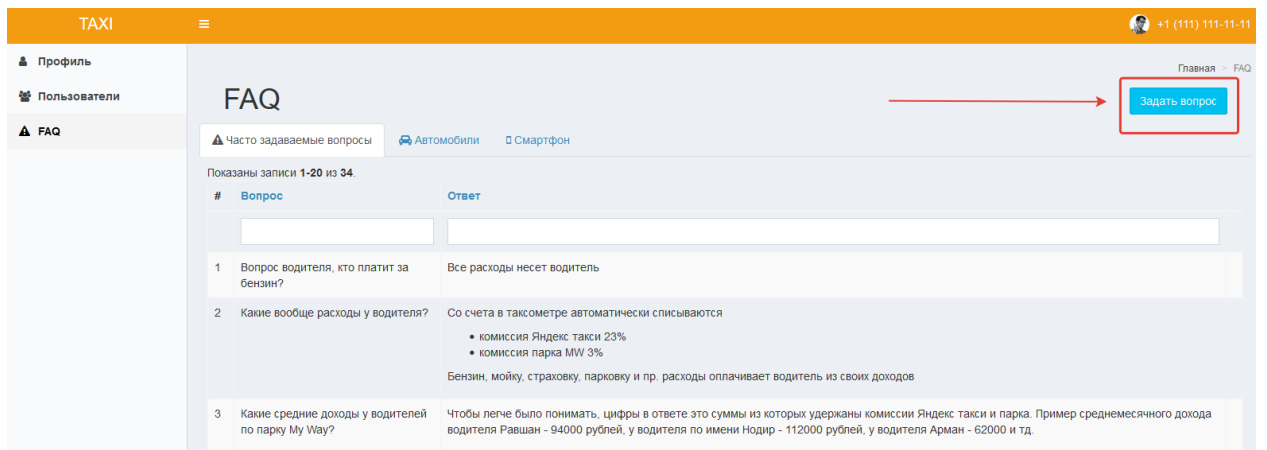 TAXI
+1 (111) 111-11-11
Профиль
Главная > FAQ
Пользователи
FAQ
Задать вопрос
FAQ
Часто задаваемые вопросы Автомобили Смартфон
Показаны записи 1-20 из 34.
# Вопрос Ответ
1 Вопрос водителя, кто платит за Все расходы несет водитель
бензин?
2 Какие вообще расходы у водителя? Со счета в таксометре автоматически списываются
• комиссия Яндекс такси 23%
• комиссия парка MW 3%
Бензин, мойку, страховку, парковку и пр. расходы оплачивает водитель из своих доходов
3 Какие средние доходы у водителей Чтобы легче было понимать, цифры в ответе это суммы из которых удержаны комиссии Яндекс такси и парка. Пример среднемесячного дохода
по парку My Way? водителя Равшан - 94000 рублей, у водителя по имени Нодир - 112000 рублей, у водителя Арман - 62000 и тд.